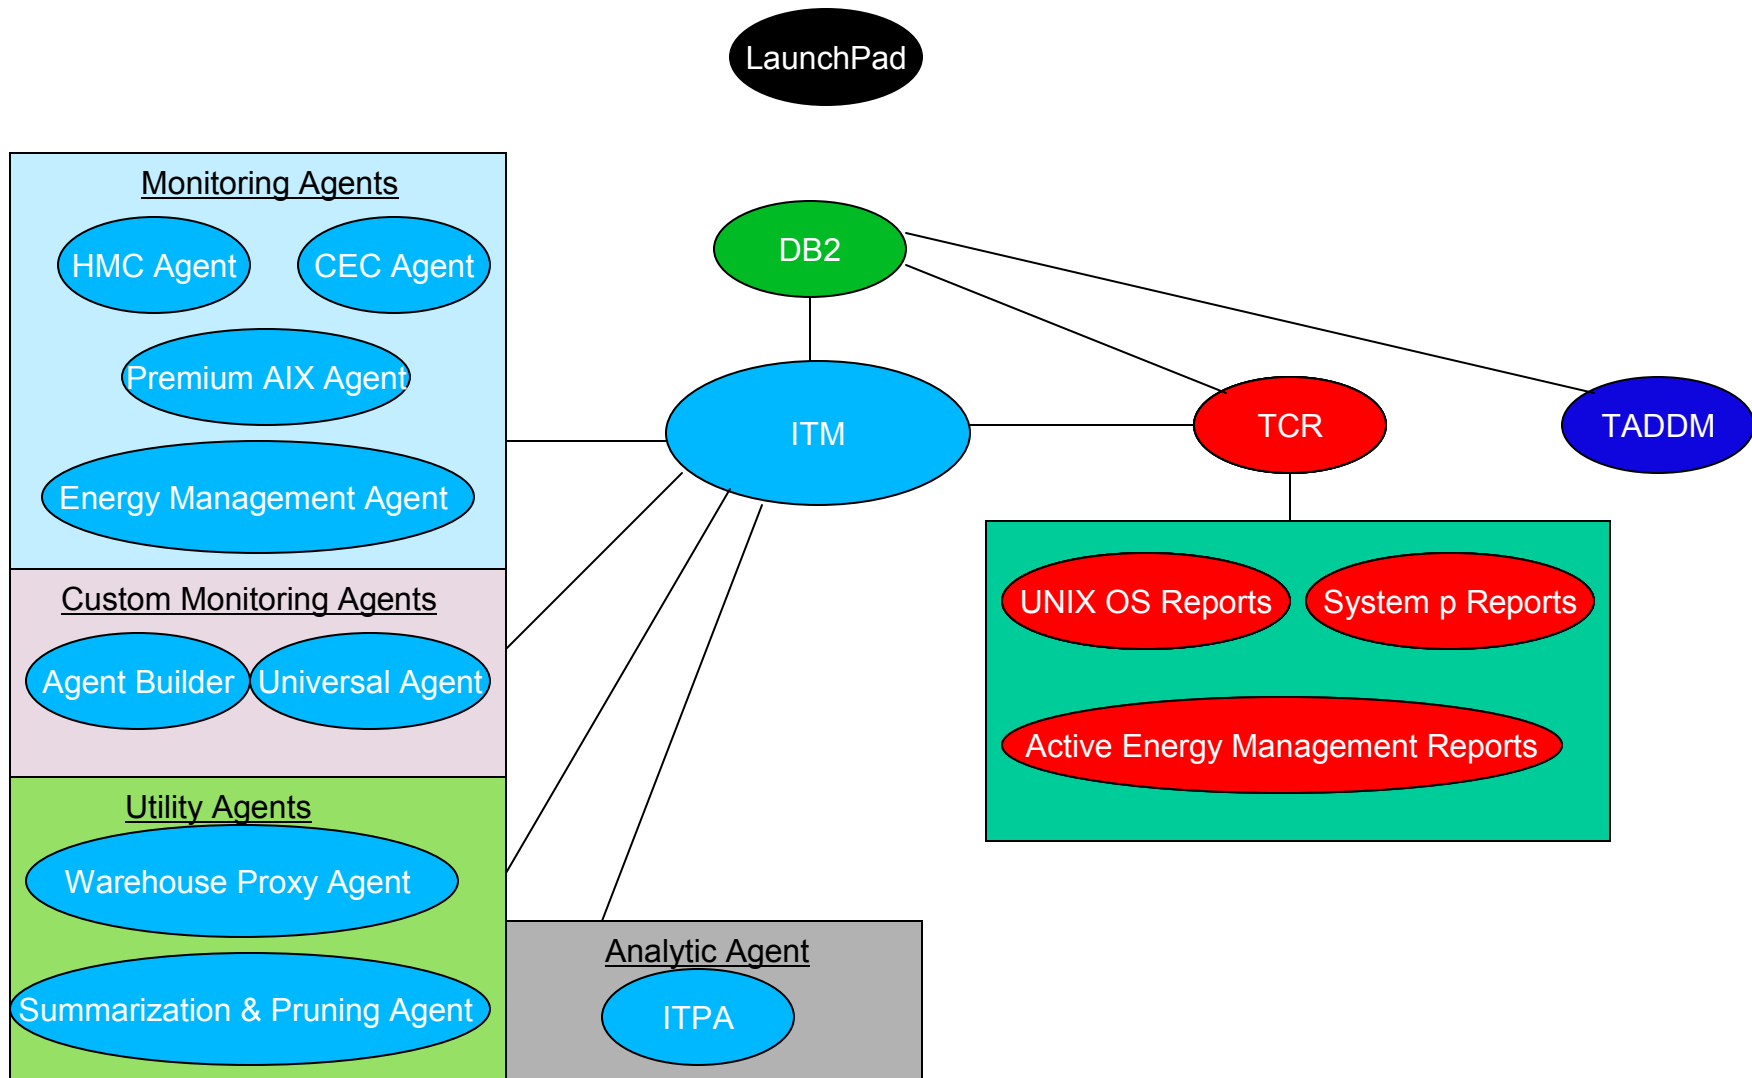 LaunchPad
Monitoring Agents
HMC Agent
CEC Agent
Premium AIX Agent
Energy Management Agent
Custom Monitoring Agents
Agent Builder
Universal Agent
Utility Agents
Warehouse Proxy Agent
Summarization & Pruning Agent
Analytic Agent
ITPA
DB2
ITM
TCR
TADDM
UNIX OS Reports
System p Reports
Active Energy Management Reports